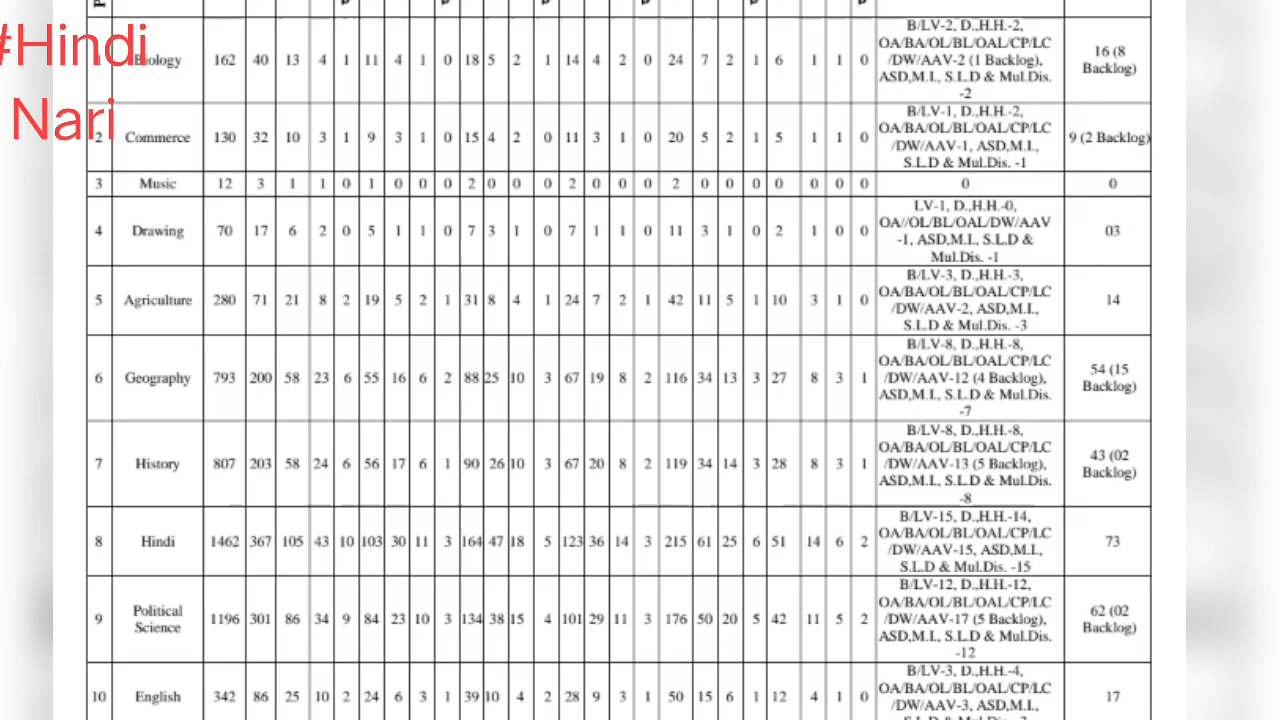 #Hindi
Nari
B/LV-2, D.,H.H.-2,
OA/BA/OL/BL/OAL/CP/LC
/DW/AAV-2 (1 Backlog),
ASD,M.I., S.L.D & Mul.Dis.
-2
Biology 162 40 13 4 1 11 4 1 0 18 5 2 1 14 4 2 0 24 7 2 1 6 1 1 0
16 (8
Backlog)
B/LV-1, D.,H.H.-2,
OA/BA/OL/BL/OAL/CP/LC
/DW/AAV-1, ASD,M.I.,
S.L.D & Mul.Dis. -1
2 Commerce 130 32 10 3 1 9 3 1 0 15 4 2 0 11 3 1 0 20 5 2 1 5 1 1 0
9 (2 Backlog)
3 Music 12 3 1 1 0 1 0 0 0 2 0 0 0 2 0 0 0 2 0 0 0 0 0 0 0 0 0
LV-1, D.,H.H.-0,
OA//OL/BL/OAL/DW/AAV
-1, ASD,M.I., S.L.D &
Mul.Dis. -1
4 Drawing 70 17 6 2 0 5 1 1 0 7 3 1 0 7 1 1 0 11 3 1 0 2 1 0 0
03
B/LV-3, D.,H.H.-3,
OA/BA/OL/BL/OAL/CP/LC
/DW/AAV-2, ASD,M.I.,
S.L.D & Mul.Dis. -3
5 Agriculture 280 71 21 8 2 19 5 2 1 31 8 4 1 24 7 2 1 42 11 5 1 10 3 1 0
14
B/LV-8, D.,H.H.-8,
OA/BA/OL/BL/OAL/CP/LC
/DW/AAV-12 (4 Backlog),
ASD,M.I., S.L.D & Mul.Dis.
-7
6 Geography 793 200 58 23 6 55 16 6 2 88 25 10 3 67 19 8 2 116 34 13 3 27 8 3 1
54 (15
Backlog)
B/LV-8, D.,H.H.-8,
OA/BA/OL/BL/OAL/CP/LC
/DW/AAV-13 (5 Backlog),
ASD,M.I., S.L.D & Mul.Dis.
-8
7 History 807 203 58 24 6 56 17 6 1 90 26 10 3 67 20 8 2 119 34 14 3 28 8 3 1
43 (02
Backlog)
B/LV-15, D.,H.H.-14,
OA/BA/OL/BL/OAL/CP/LC
/DW/AAV-15, ASD,M.I.,
S.L.D & Mul.Dis. -15
8 Hindi 1462 367 105 43 10 103 30 11 3 164 47 18 5 123 36 14 3 215 61 25 6 51 14 6 2
73
B/LV-12, D.,H.H.-12,
OA/BA/OL/BL/OAL/CP/LC
/DW/AAV-17 (5 Backlog),
ASD,M.I., S.L.D & Mul.Dis.
-12
9 Political
Science 1196 301 86 34 9 84 23 10 3 134 38 15 4 101 29 11 3 176 50 20 5 42 11 5 2
62 (02
Backlog)
B/LV-3, D.,H.H.-4,
OA/BA/OL/BL/OAL/CP/LC
/DW/AAV-3, ASD,M.I.,
10 English 342 86 25 10 2 24 6 3 1 39 10 4 2 28 9 3 1 50 15 6 1 12 4 1 0
17